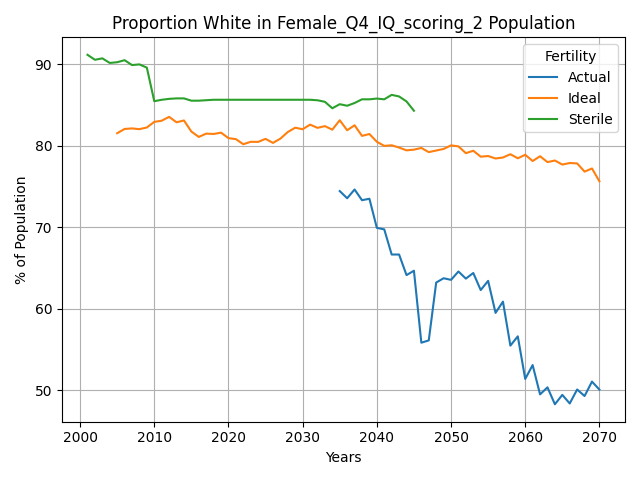 Proportion White in Female_Q4_IQ_scoring_2 Population
Fertility
Actual
Ideal
Sterile
% of Population
90
80
70
60
50
2000 2010 2020 2030 2040 2050 2060 2070
Years